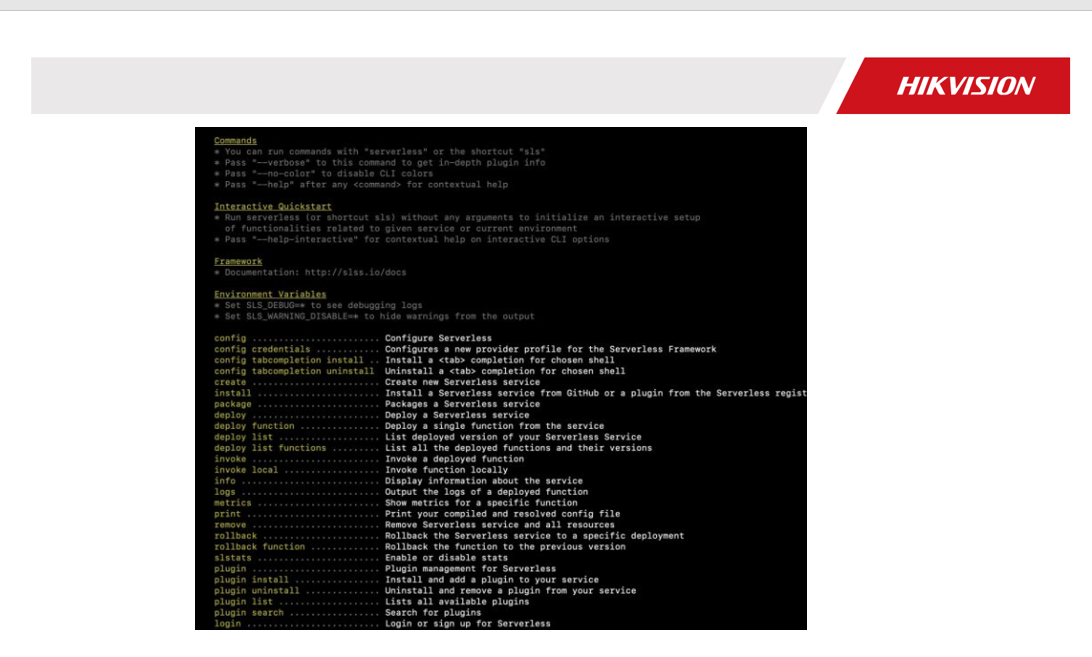 HIKVISION
Commands
* You can run commands with "serverless" or the shortcut "sls"
* Pass "--verbose" to this command to get in-depth plugin info
* Pass "--no-color" to disable CLI colors
* Pass "--help" after any <command> for contextual help
Interactive Quickstart
* Run serverless (or shortcut sls) without any arguments to initialize an interactive setup
of functionalities related to given service or current environment
* Pass "--help-interactive" for contextual help on interactive CLI options
Framework
* Documentation: http://slss.io/docs
Environment Variables
* Set SLS_DEBUG=* to see debugging logs
* Set SLS_WARNING_DISABLE=* to hide warnings from the output
config ........................ Configure Serverless
config credentials ............ Configures a new provider profile for the Serverless Framework
config tabcompletion install .. Install a <tab> completion for chosen shell
config tabcompletion uninstall  Uninstall a <tab> completion for chosen shell
create ........................ Create new Serverless service
install ....................... Install a Serverless service from GitHub or a plugin from the Serverless regist
package ....................... Packages a Serverless service
deploy ........................ Deploy a Serverless service
deploy function ............... Deploy a single function from the service
deploy list ................... List deployed version of your Serverless Service
deploy list functions ......... List all the deployed functions and their versions
invoke ........................ Invoke a deployed function
invoke local .................. Invoke function locally
info .......................... Display information about the service
logs .......................... Output the logs of a deployed function
metrics ....................... Show metrics for a specific function
print ......................... Print your compiled and resolved config file
remove ........................ Remove Serverless service and all resources
rollback ...................... Rollback the Serverless service to a specific deployment
rollback function ............. Rollback the function to the previous version
slstats ....................... Enable or disable stats
plugin ........................ Plugin management for Serverless
plugin install ................ Install and add a plugin to your service
plugin uninstall .............. Uninstall and remove a plugin from your service
plugin list ................... Lists all available plugins
plugin search ................. Search for plugins
login ......................... Login or sign up for Serverless